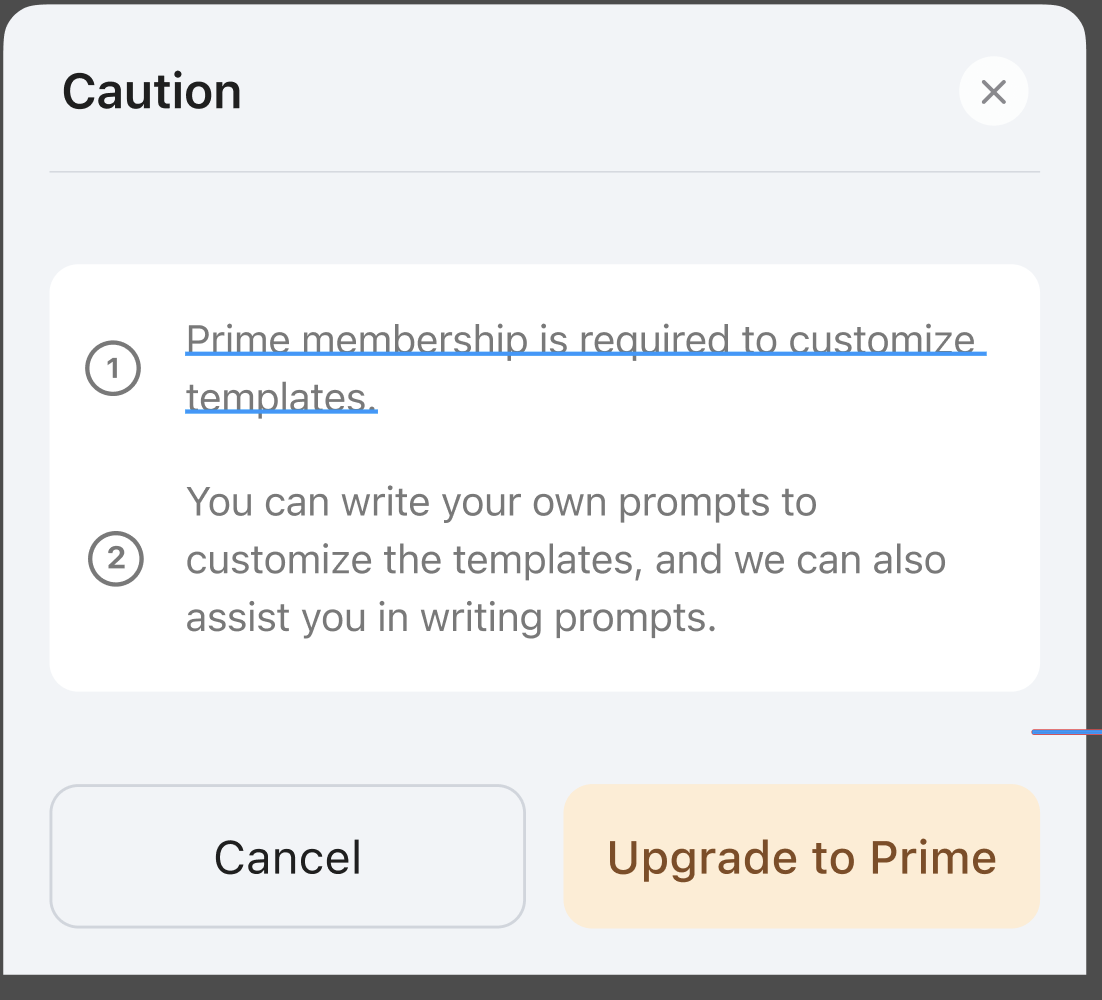 Caution
1
Prime membership is required to customize
templates.
2
You can write your own prompts to
customize the templates, and we can also
assist you in writing prompts.
Cancel
Upgrade to Prime